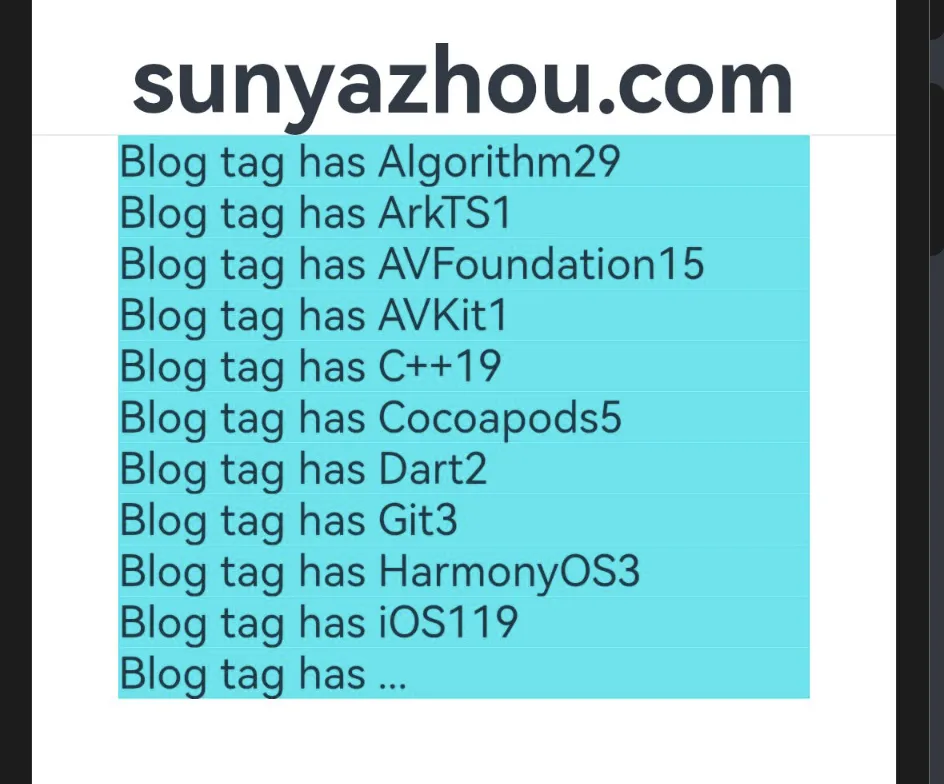 sunyazhou.com
Blog tag has Algorithm29
Blog tag has ArkTS1
Blog tag has AVFoundation15
Blog tag has AVKit1
Blog tag has C++19
Blog tag has Cocoapods5
Blog tag has Dart2
Blog tag has Git3
Blog tag has HarmonyOS3
Blog tag has iOS119
Blog tag has ...